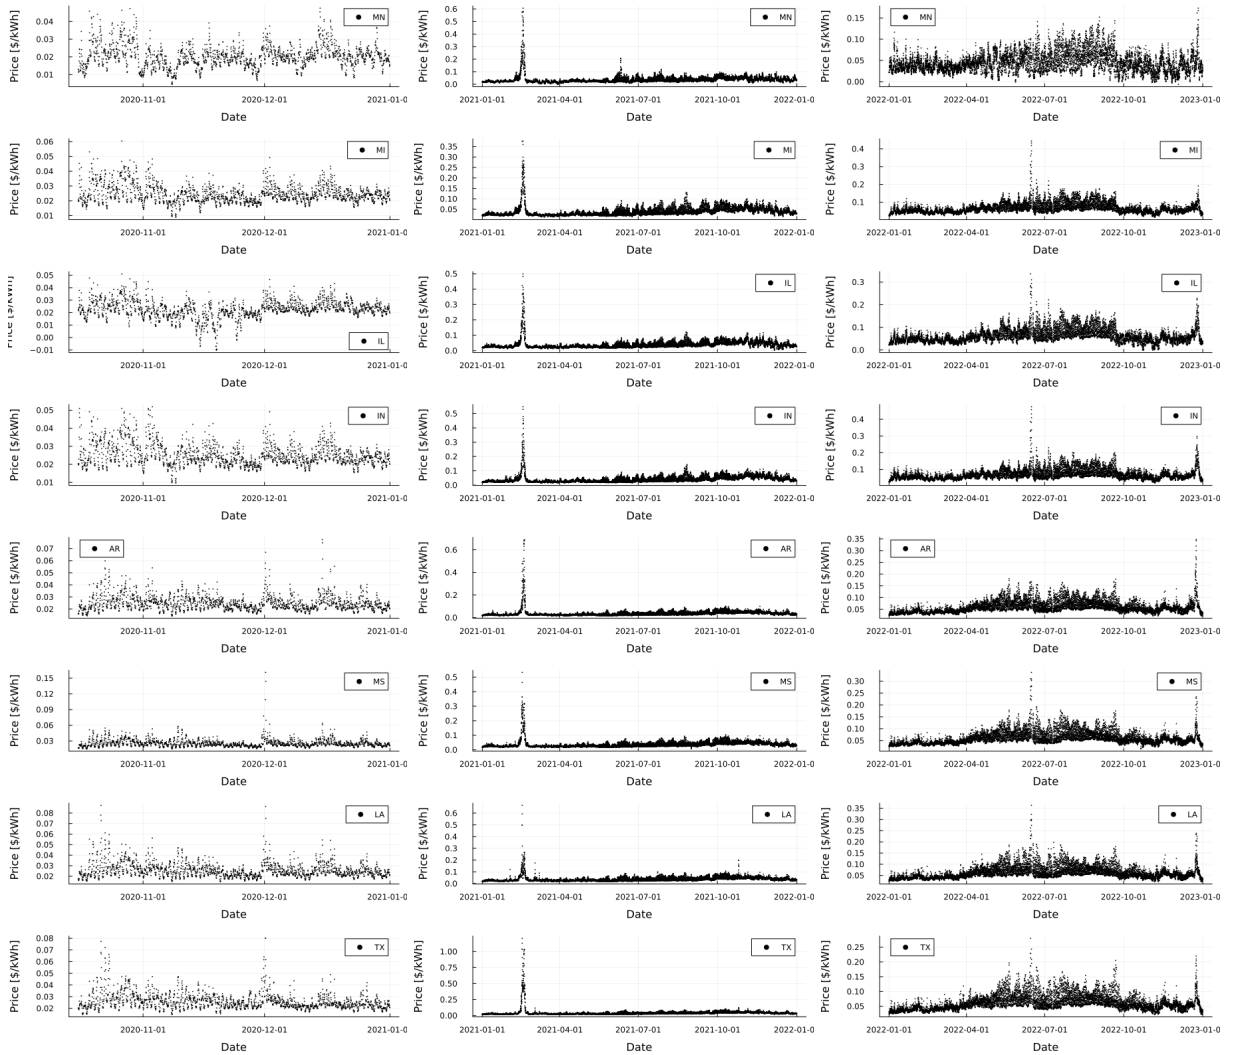 Price [$/kWh]
0.04
0.03
0.02
0.01
MN
2020-11-01 2020-12-01 2021-01-0
Date
Price [$/kWh]
0.6
0.5
0.4
0.3
0.2
0.1
0.0
MN
2021-01-01 2021-04-01 2021-07-01 2021-10-01 2022-01-0
Date
Price [$/kWh]
0.15
0.10
0.05
0.00
MN
2022-01-01 2022-04-01 2022-07-01 2022-10-01 2023-01-0
Date
Price [$/kWh]
0.06
0.05
0.04
0.03
0.02
0.01
MI
2020-11-01 2020-12-01 2021-01-0
Date
Price [$/kWh]
0.35
0.30
0.25
0.20
0.15
0.10
0.05
MI
2021-01-01 2021-04-01 2021-07-01 2021-10-01 2022-01-0
Date
Price [$/kWh]
0.4
0.3
0.2
0.1
MI
2022-01-01 2022-04-01 2022-07-01 2022-10-01 2023-01-0
Date
Price [$/kWh]
0.05
0.04
0.03
0.02
0.01
0.00
−0.01
IL
2020-11-01 2020-12-01 2021-01-0
Date
Price [$/kWh]
0.5
0.4
0.3
0.2
0.1
0.0
IL
2021-01-01 2021-04-01 2021-07-01 2021-10-01 2022-01-0
Date
Price [$/kWh]
0.3
0.2
0.1
0.0
IL
2022-01-01 2022-04-01 2022-07-01 2022-10-01 2023-01-0
Date
Price [$/kWh]
0.05
0.04
0.03
0.02
0.01
IN
2020-11-01 2020-12-01 2021-01-0
Date
Price [$/kWh]
0.5
0.4
0.3
0.2
0.1
0.0
IN
2021-01-01 2021-04-01 2021-07-01 2021-10-01 2022-01-0
Date
Price [$/kWh]
0.4
0.3
0.2
0.1
IN
2022-01-01 2022-04-01 2022-07-01 2022-10-01 2023-01-0
Date
Price [$/kWh]
0.07
0.06
0.05
0.04
0.03
0.02
AR
2020-11-01 2020-12-01 2021-01-0
Date
Price [$/kWh]
0.6
0.4
0.2
0.0
AR
2021-01-01 2021-04-01 2021-07-01 2021-10-01 2022-01-0
Date
Price [$/kWh]
0.35
0.30
0.25
0.20
0.15
0.10
0.05
AR
2022-01-01 2022-04-01 2022-07-01 2022-10-01 2023-01-0
Date
Price [$/kWh]
0.15
0.12
0.09
0.06
0.03
MS
2020-11-01 2020-12-01 2021-01-0
Date
Price [$/kWh]
0.5
0.4
0.3
0.2
0.1
0.0
MS
2021-01-01 2021-04-01 2021-07-01 2021-10-01 2022-01-0
Date
Price [$/kWh]
0.30
0.25
0.20
0.15
0.10
0.05
MS
2022-01-01 2022-04-01 2022-07-01 2022-10-01 2023-01-0
Date
Price [$/kWh]
0.08
0.07
0.06
0.05
0.04
0.03
0.02
LA
2020-11-01 2020-12-01 2021-01-0
Date
Price [$/kWh]
0.6
0.5
0.4
0.3
0.2
0.1
0.0
LA
2021-01-01 2021-04-01 2021-07-01 2021-10-01 2022-01-0
Date
Price [$/kWh]
0.35
0.30
0.25
0.20
0.15
0.10
0.05
LA
2022-01-01 2022-04-01 2022-07-01 2022-10-01 2023-01-0
Date
Price [$/kWh]
0.08
0.07
0.06
0.05
0.04
0.03
0.02
TX
2020-11-01 2020-12-01 2021-01-0
Date
Price [$/kWh]
1.00
0.75
0.50
0.25
0.00
TX
2021-01-01 2021-04-01 2021-07-01 2021-10-01 2022-01-0
Date
Price [$/kWh]
0.25
0.20
0.15
0.10
0.05
TX
2022-01-01 2022-04-01 2022-07-01 2022-10-01 2023-01-0
Date